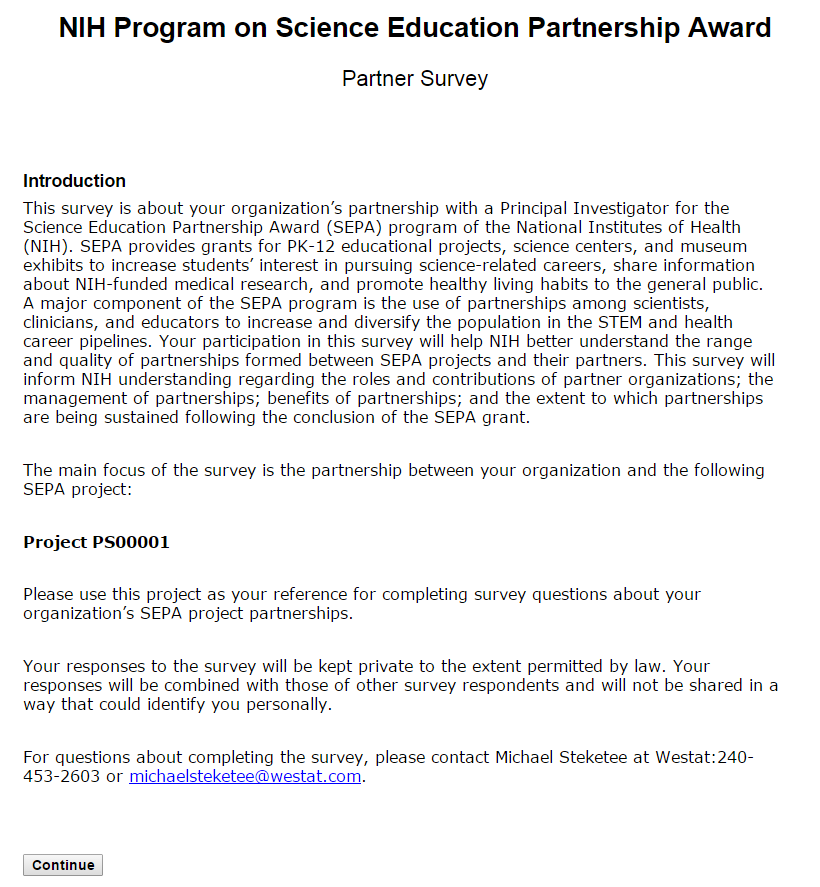 NIH Program on Science Education Partnership Award
Partner Survey
Introduction
This survey is about your organization’s partnership with a Principal Investigator for the
Science Education Partnership Award (SEPA) program of the National Institutes of Health
(NIH). SEPA provides grants for PK-12 educational projects, science centers, and museum
exhibits to increase students’ interest in pursuing science-related careers, share information
about NIH-funded medical research, and promote healthy living habits to the general public.
A major component of the SEPA program is the use of partnerships among scientists,
clinicians, and educators to increase and diversify the population in the STEM and health
career pipelines. Your participation in this survey will help NIH better understand the range
and quality of partnerships formed between SEPA projects and their partners. This survey will
inform NIH understanding regarding the roles and contributions of partner organizations; the
management of partnerships; benefits of partnerships; and the extent to which partnerships
are being sustained following the conclusion of the SEPA grant.
The main focus of the survey is the partnership between your organization and the following
SEPA project:
Project PS00001
Please use this project as your reference for completing survey questions about your
organization’s SEPA project partnerships.
Your responses to the survey will be kept private to the extent permitted by law. Your
responses will be combined with those of other survey respondents and will not be shared in a
way that could identify you personally.
For questions about completing the survey, please contact Michael Steketee at Westat:240-
453-2603 or michaelsteketee@westat.com.
Continue